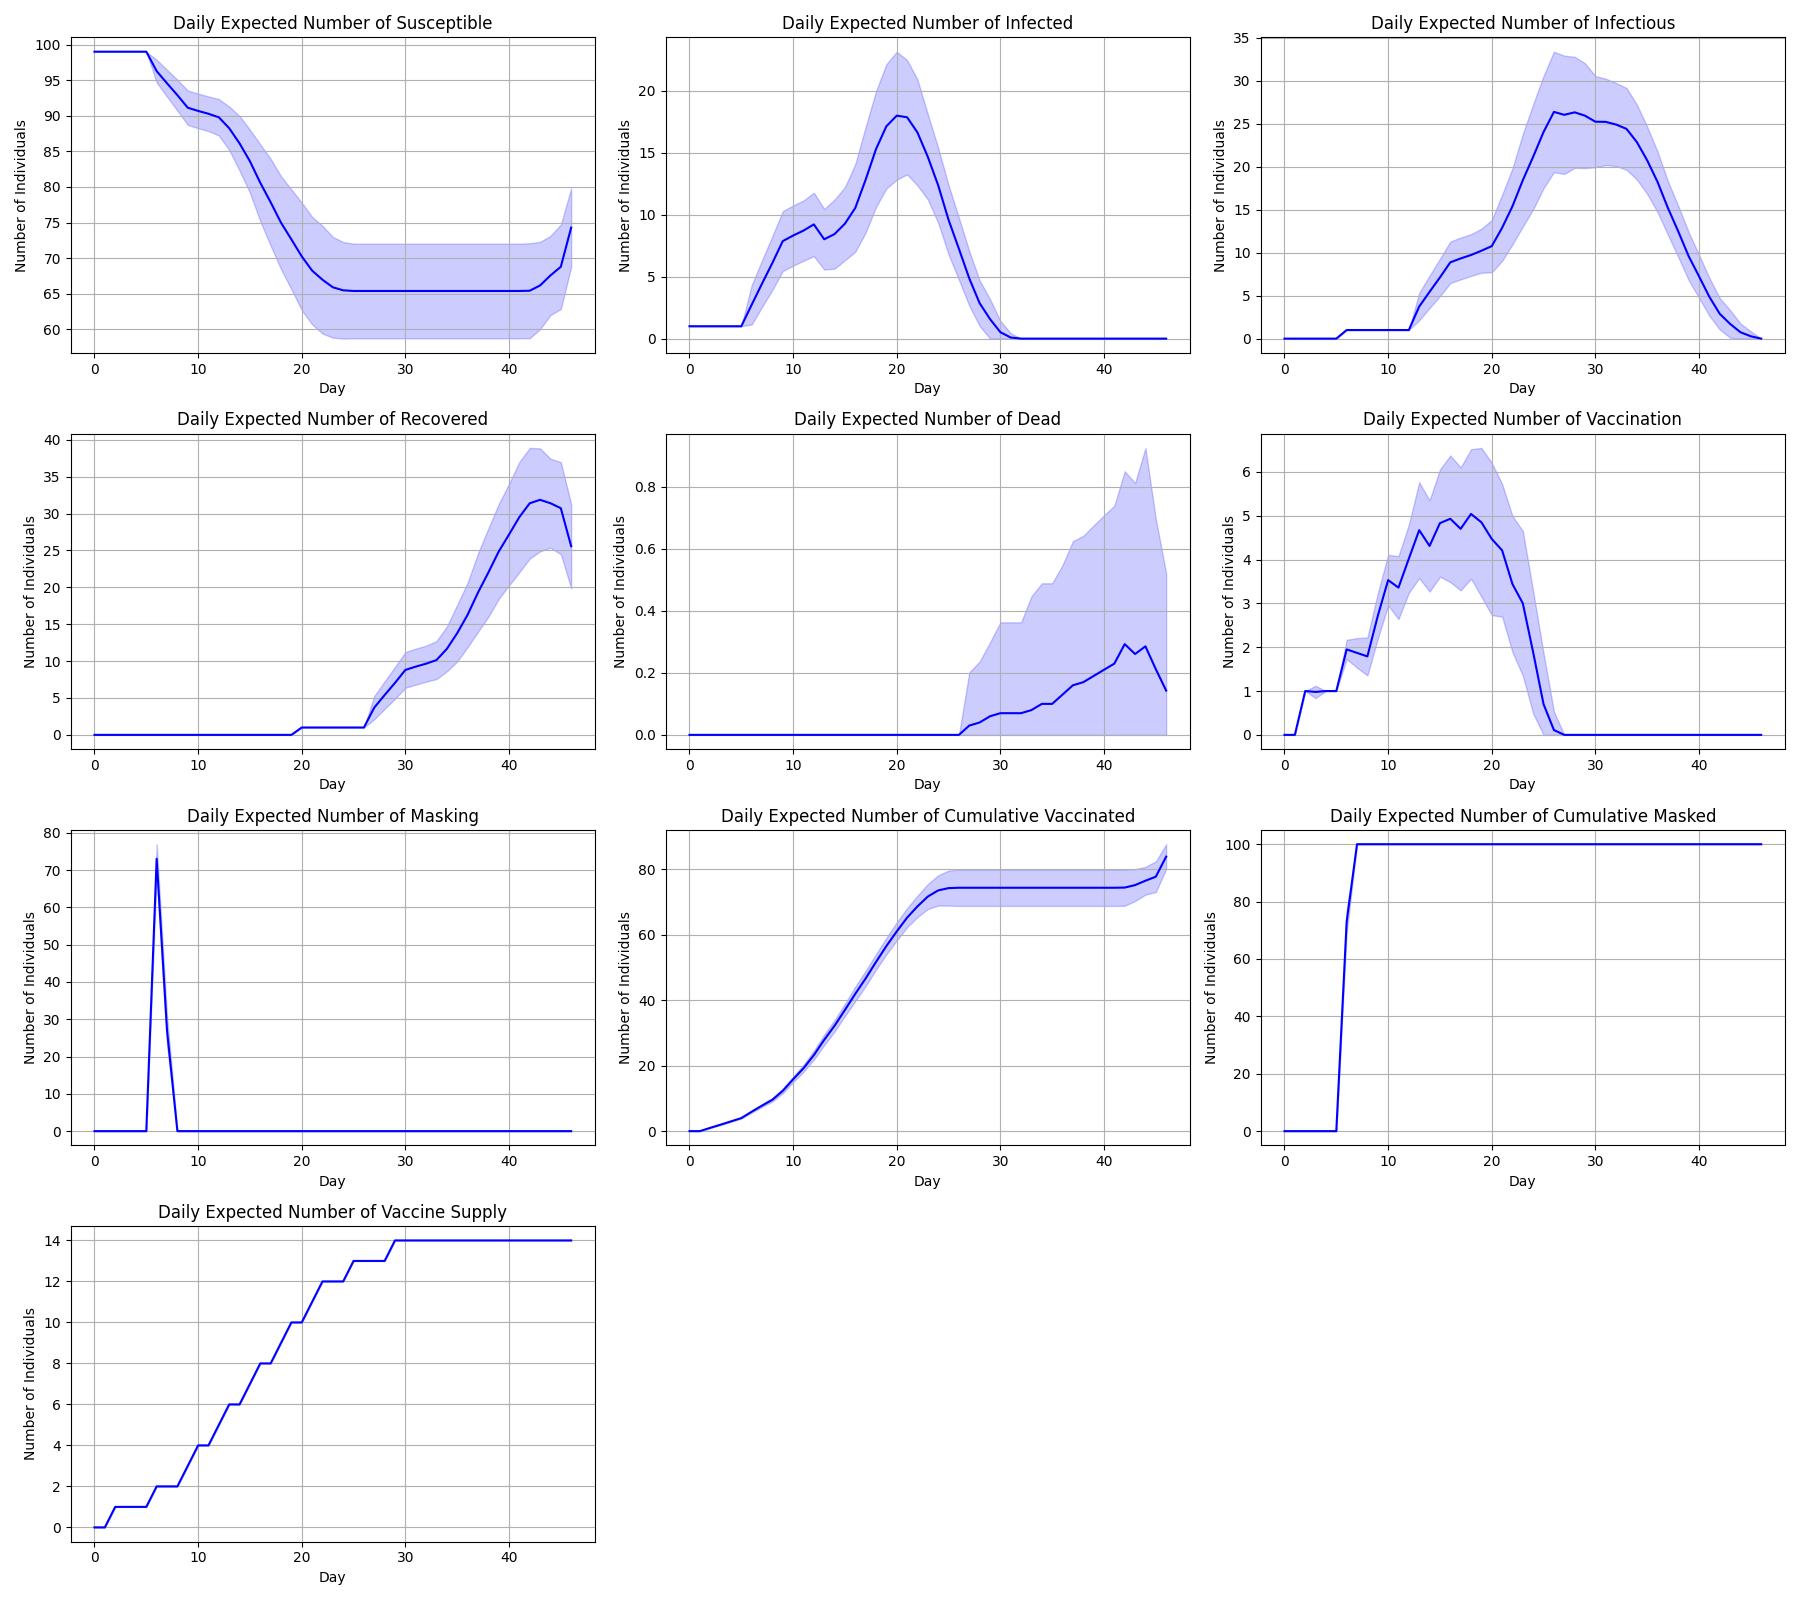 Daily Expected Number of Susceptible
Number of Individuals
100
95
90
85
80
75
70
65
60
0 10 20 30 40
Day
Daily Expected Number of Infected
Number of Individuals
20
15
10
5
0
0 10 20 30 40
Day
Daily Expected Number of Infectious
Number of Individuals
35
30
25
20
15
10
5
0
0 10 20 30 40
Day
Daily Expected Number of Recovered
Number of Individuals
40
35
30
25
20
15
10
5
0
0 10 20 30 40
Day
Daily Expected Number of Dead
Number of Individuals
0.8
0.6
0.4
0.2
0.0
0 10 20 30 40
Day
Daily Expected Number of Vaccination
Number of Individuals
6
5
4
3
2
1
0
0 10 20 30 40
Day
Daily Expected Number of Masking
Number of Individuals
80
70
60
50
40
30
20
10
0
0 10 20 30 40
Day
Daily Expected Number of Cumulative Vaccinated
Number of Individuals
80
60
40
20
0
0 10 20 30 40
Day
Daily Expected Number of Cumulative Masked
Number of Individuals
100
80
60
40
20
0
0 10 20 30 40
Day
Daily Expected Number of Vaccine Supply
Number of Individuals
14
12
10
8
6
4
2
0
0 10 20 30 40
Day